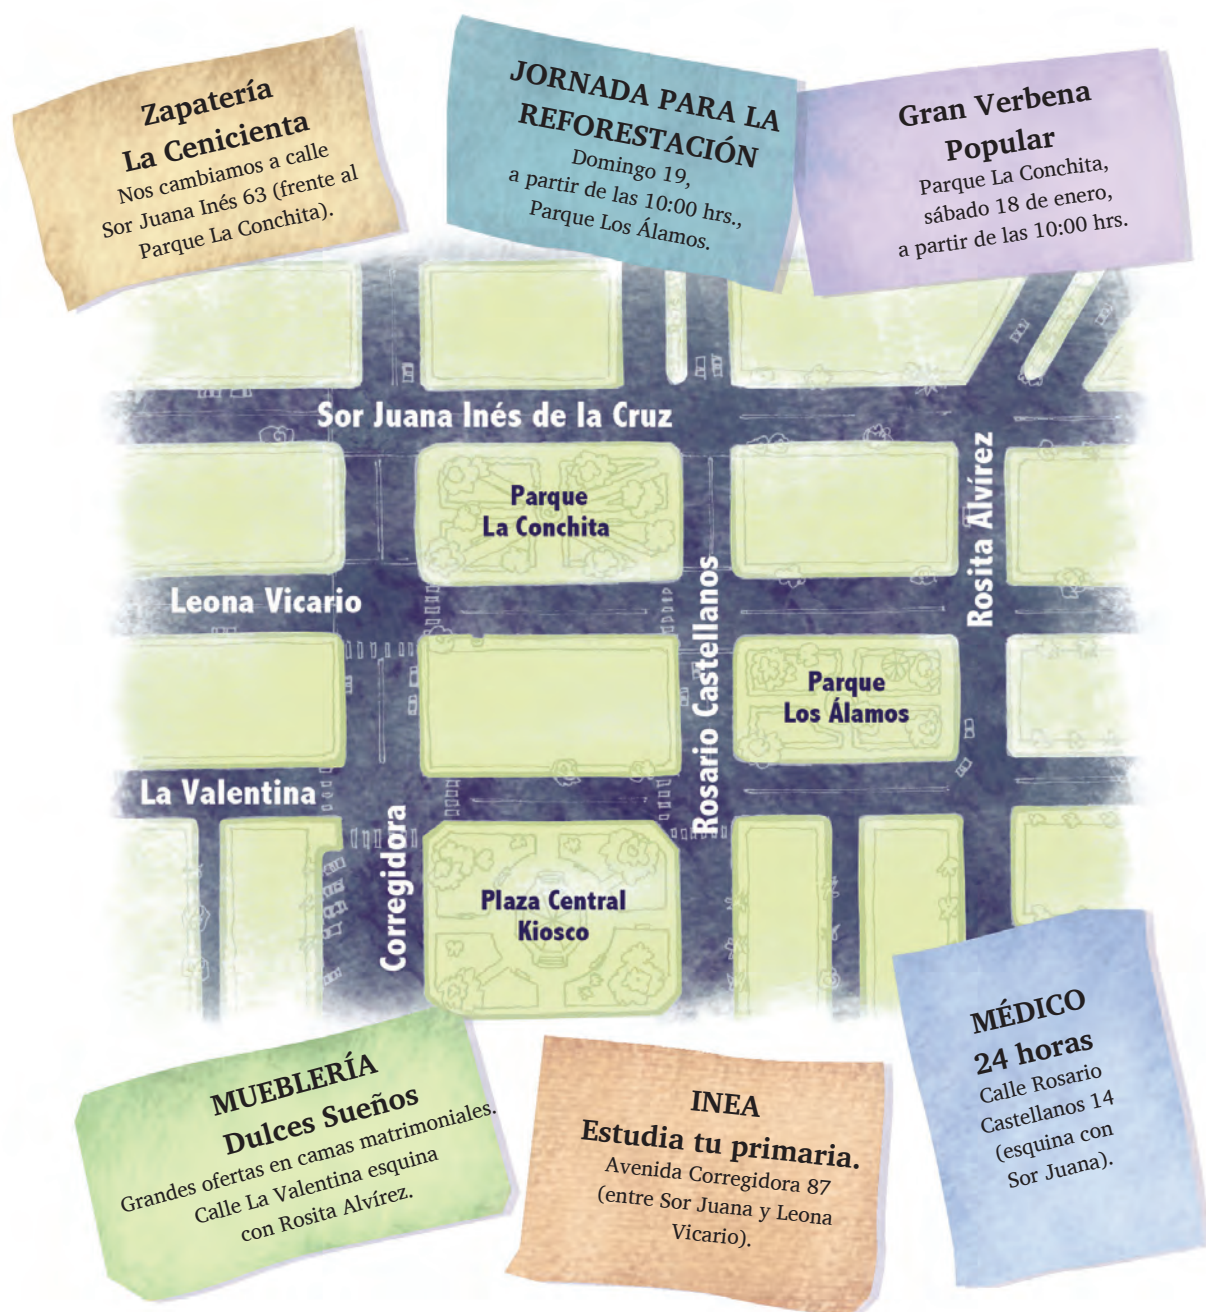 Zapatería
La Cenicienta
Nos cambiamos a calle
Sor Juana Inés 63 (frente al
Parque La Conchita).
JORNADA PARA LA
REFORESTACIÓN
Domingo 19,
a partir de las 10:00 hrs.,
Parque Los Álamos.
Gran Verbena
Popular
Parque La Conchita,
sábado 18 de enero,
a partir de las 10:00 hrs.
Sor Juana Inés de la Cruz
Parque
La Conchita
Rosita Alvírez
Leona Vicario
Rosario Castellanos
Parque
Los Álamos
La Valentina
Corregidora
Plaza Central
Kiosco
MUEBLERÍA
Dulces Sueños
Grandes ofertas en camas matrimoniales.
Calle La Valentina esquina
con Rosita Alvírez.
INEA
Estudia tu primaria.
Avenida Corregidora 87
(entre Sor Juana y Leona
Vicario).
MÉDICO
24 horas
Calle Rosario
Castellanos 14
(esquina con
Sor Juana).